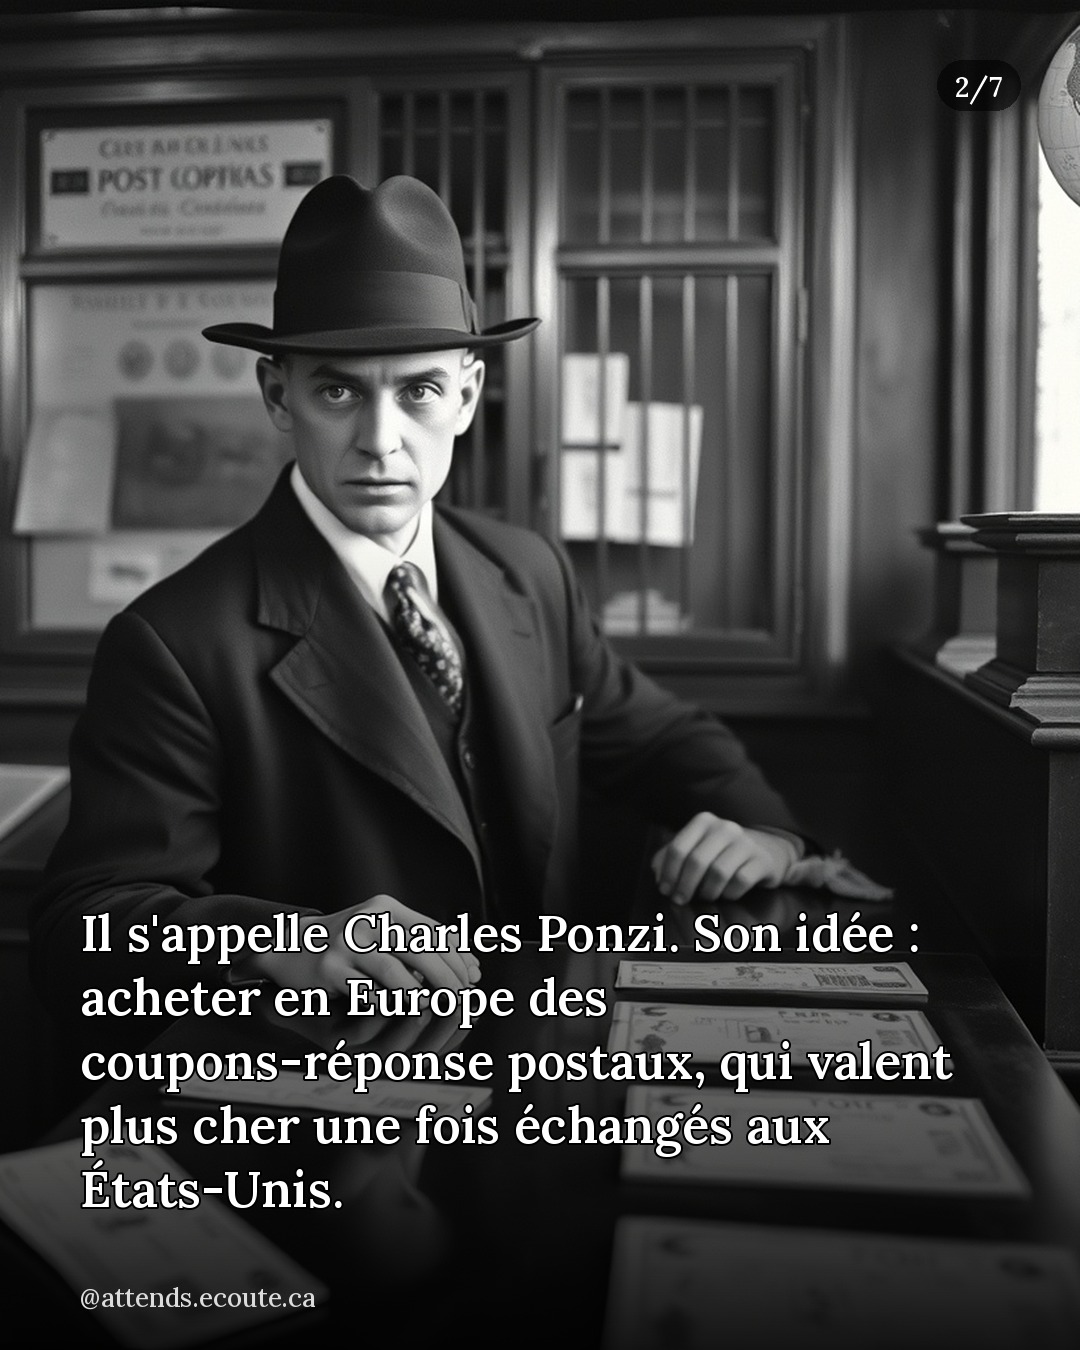 2/7
POST
Il s'appelle Charles Ponzi. Son idée :
acheter en Europe des
coupons-réponse postaux, qui valent
plus cher une fois échangés aux
États-Unis.
@attends.ecoute.ca